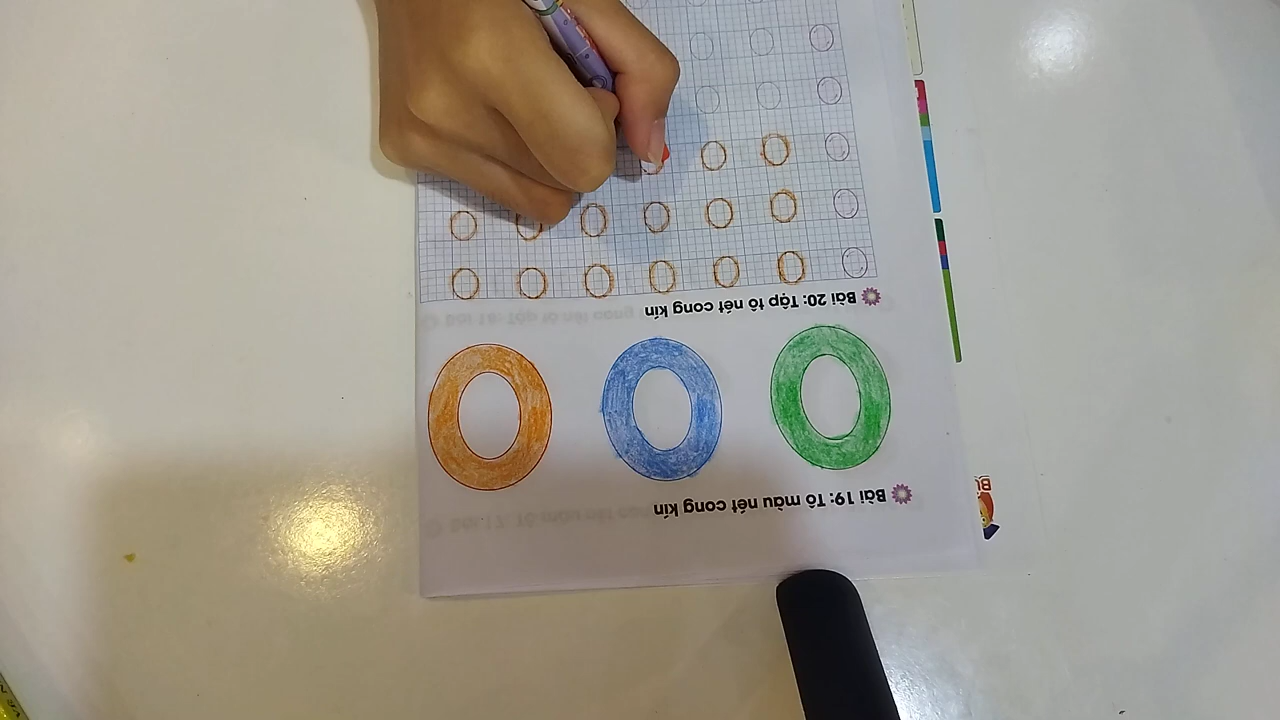 Bài 19: Tô màu nét cong kín
Bài 20: Tập tô nét cong kín